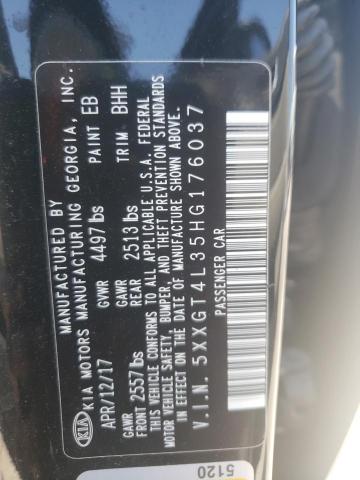 MANUFACTURED BY
KIA KIA MOTORS MANUFACTURING GEORGIA, INC.
APR/12/17 GVWR 4497 lbs PAINT EB
GAWR FRONT 2557 lbs GAWR REAR 2513 lbs TRIM BHH
THIS VEHICLE CONFORMS TO ALL APPLICABLE U.S.A. FEDERAL
MOTOR VEHICLE SAFETY, BUMPER, AND THEFT PREVENTION STANDARDS
IN EFFECT ON THE DATE OF MANUFACTURE SHOWN ABOVE.
V.I.N. 5XXGT4L35HG176037
PASSENGER CAR
5120